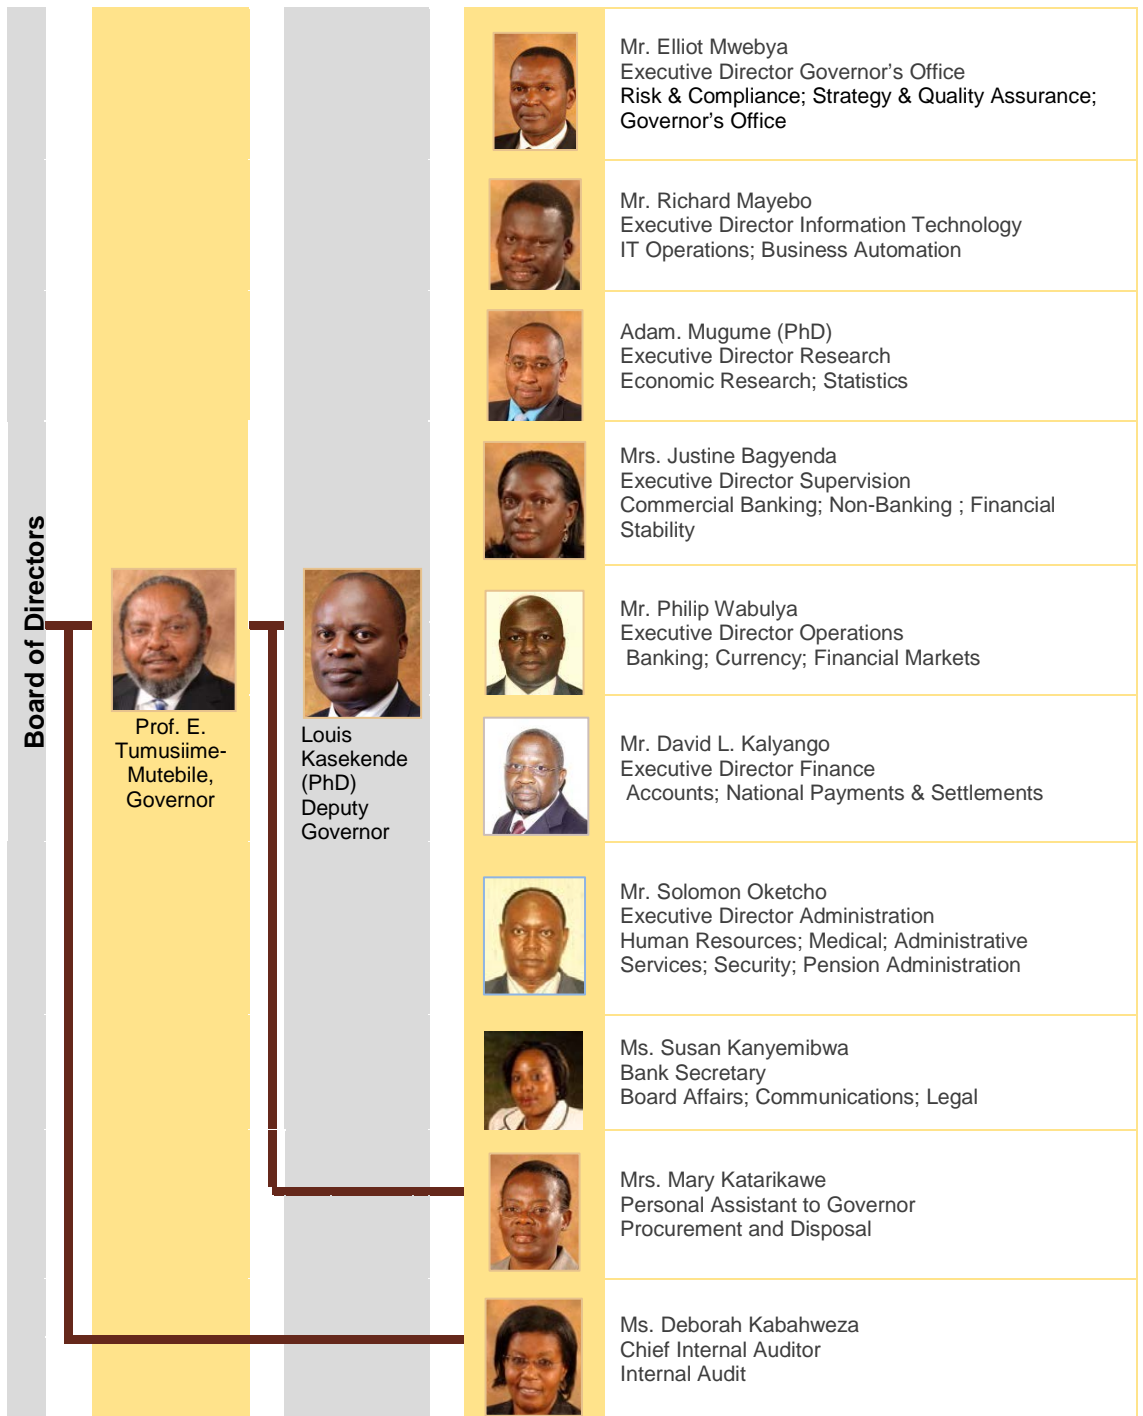 Board of Directors
Prof. E.
Tumusiime-
Mutebile,
Governor
Louis
Kasekende
(PhD)
Deputy
Governor
Mr. Elliot Mwebya
Executive Director Governor’s Office
Risk & Compliance; Strategy & Quality Assurance;
Governor’s Office
Mr. Richard Mayebo
Executive Director Information Technology
IT Operations; Business Automation
Adam. Mugume (PhD)
Executive Director Research
Economic Research; Statistics
Mrs. Justine Bagyenda
Executive Director Supervision
Commercial Banking; Non-Banking ; Financial
Stability
Mr. Philip Wabulya
Executive Director Operations
Banking; Currency; Financial Markets
Mr. David L. Kalyango
Executive Director Finance
Accounts; National Payments & Settlements
Mr. Solomon Oketcho
Executive Director Administration
Human Resources; Medical; Administrative
Services; Security; Pension Administration
Ms. Susan Kanyemibwa
Bank Secretary
Board Affairs; Communications; Legal
Mrs. Mary Katarikawe
Personal Assistant to Governor
Procurement and Disposal
Ms. Deborah Kabahweza
Chief Internal Auditor
Internal Audit